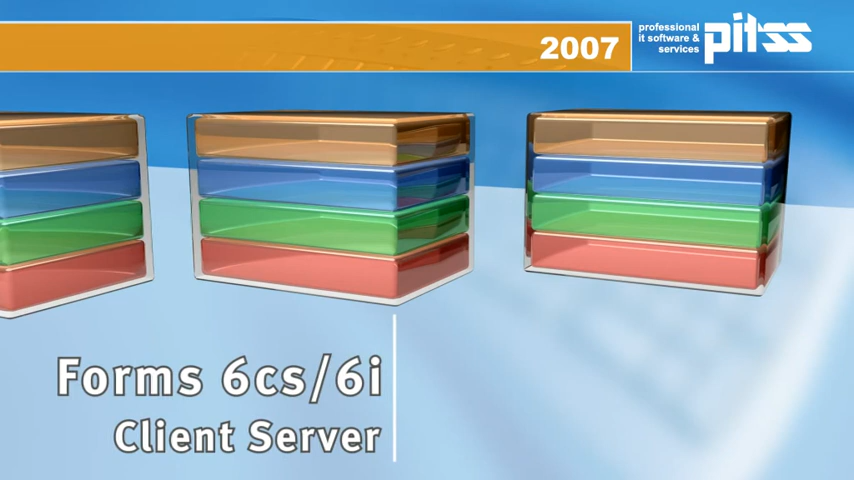 2007
professional
it software &
services
pitss
Forms 6cs/6i
Client Server